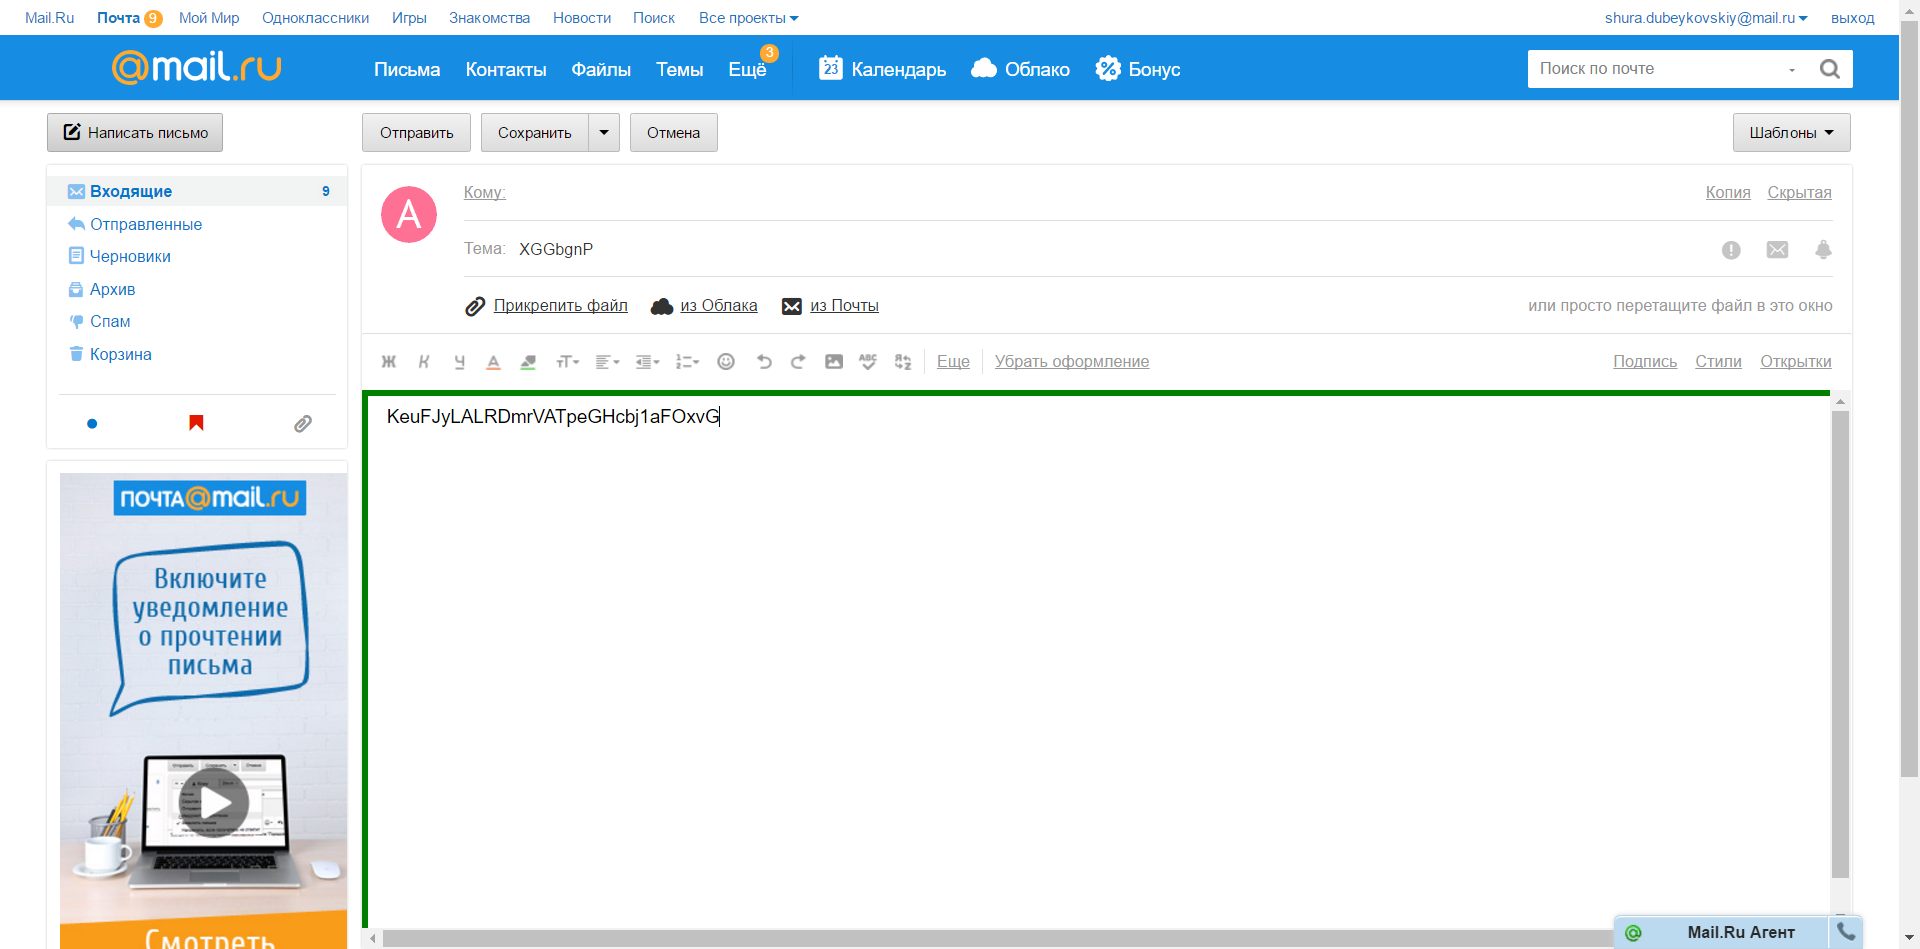 Mail.Ru Почта 9 Мой Мир Одноклассники Игры Знакомства Новости Поиск Все проекты shura.dubeykovskiy@mail.ru выход
@mail.ru Письма Контакты Файлы Темы Ещё 3 23 Календарь Облако Бонус Поиск по почте
Написать письмо Отправить Сохранить Отмена Шаблоны
Входящие 9
Отправленные
Черновики
Архив
Спам
Корзина
А
Кому: Копия Скрытая
Тема: XGGbgnP
Прикрепить файл из Облака из Почты или просто перетащите файл в это окно
Ж К Ч А тТ ABC Еще Убрать оформление Подпись Стили Открытки
KeuFJyLALRDmrVATpeGHcbj1aFOxvG
ПОЧТА@mail.ru
Включите
уведомление
о прочтении
письма
Смотреть
Mail.Ru Агент